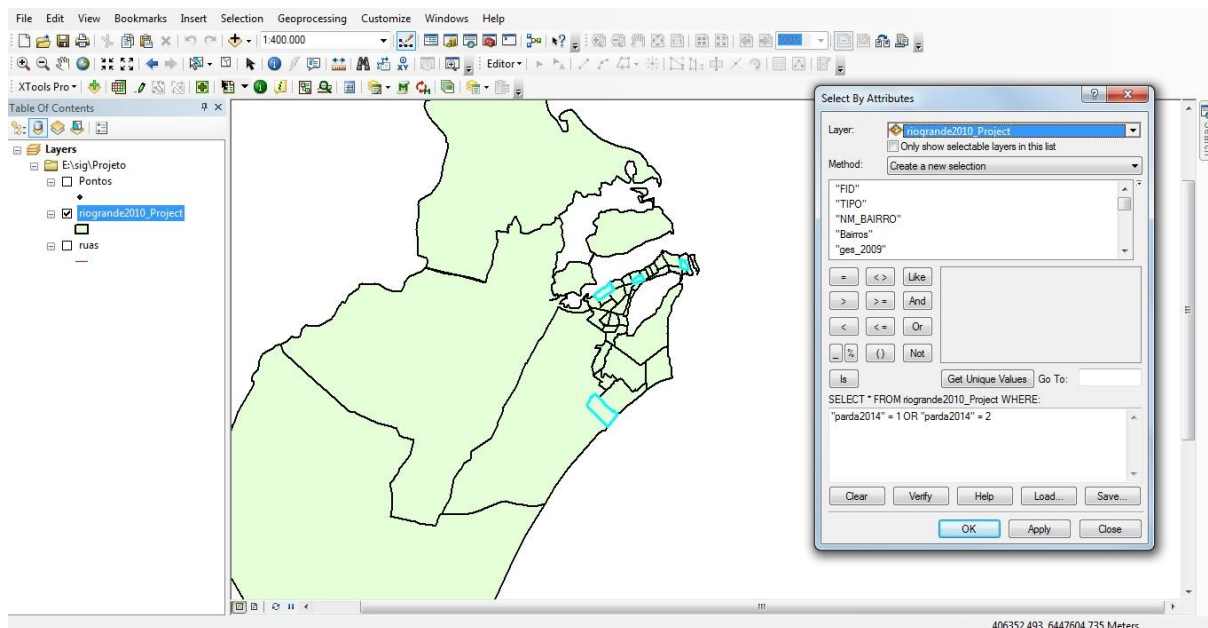 File Edit View Bookmarks Insert Selection Geoprocessing Customize Windows Help
1:400.000
Editor
XTools Pro
Table Of Contents
Layers
E:\sig\Projeto
Pontos
riogrande2010_Project
ruas
Select By Attributes
Layer: riogrande2010_Project
Only show selectable layers in this list
Method: Create a new selection
"FID"
"TIPO"
"NM_BAIRRO"
"Bairros"
"ges_2009"
= <> Like
> >= And
< <= Or
_ % () Not
Is Get Unique Values Go To:
SELECT * FROM riogrande2010_Project WHERE:
"parda2014" = 1 OR "parda2014" = 2
Clear Verify Help Load... Save...
OK Apply Close
406352,493 6447604,735 Meters